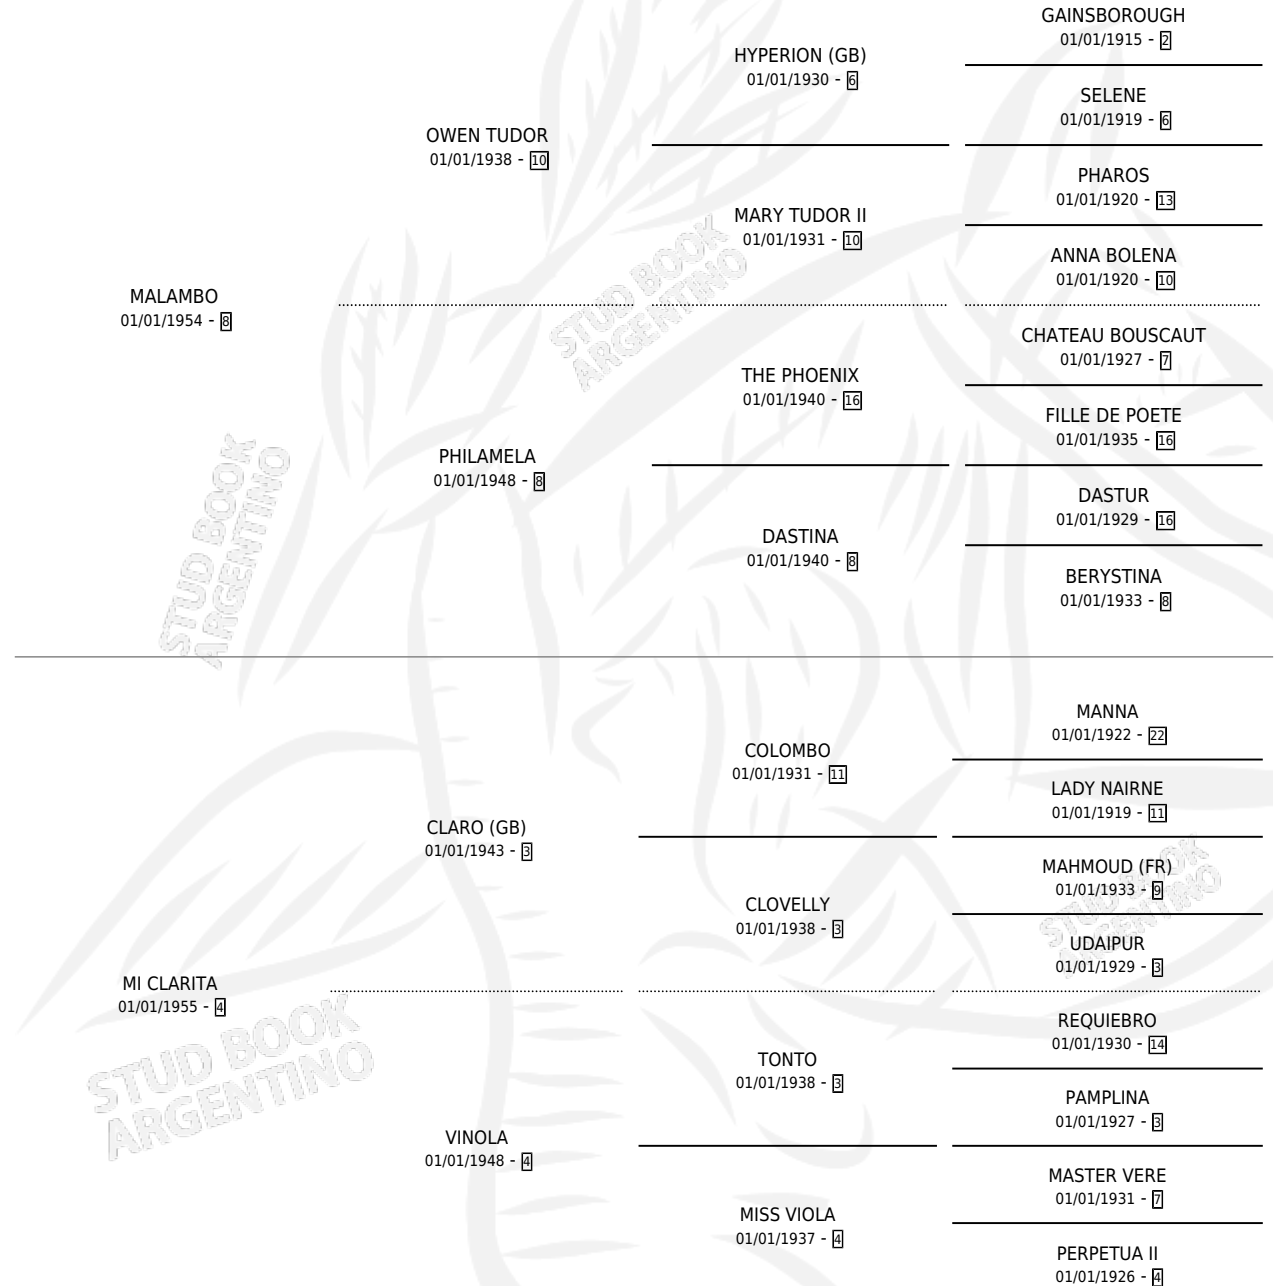 GAINSBOROUGH
01/01/1915 - 2
HYPERION (GB)
01/01/1930 - 6
SELENE
01/01/1919 - 6
OWEN TUDOR
01/01/1938 - 10
PHAROS
01/01/1920 - 13
MARY TUDOR II
01/01/1931 - 10
ANNA BOLENA
01/01/1920 - 10
MALAMBO
01/01/1954 - 8
CHATEAU BOUSCAUT
01/01/1927 - 7
THE PHOENIX
01/01/1940 - 16
FILLE DE POETE
01/01/1935 - 16
PHILAMELA
01/01/1948 - 8
DASTUR
01/01/1929 - 16
DASTINA
01/01/1940 - 8
BERYSTINA
01/01/1933 - 8
MANNA
01/01/1922 - 22
COLOMBO
01/01/1931 - 11
LADY NAIRNE
01/01/1919 - 11
CLARO (GB)
01/01/1943 - 3
MAHMOUD (FR)
01/01/1933 - 9
CLOVELLY
01/01/1938 - 3
UDAIPUR
01/01/1929 - 3
MI CLARITA
01/01/1955 - 4
REQUIEBRO
01/01/1930 - 14
TONTO
01/01/1938 - 3
PAMPLINA
01/01/1927 - 3
VINOLA
01/01/1948 - 4
MASTER VERE
01/01/1931 - 7
MISS VIOLA
01/01/1937 - 4
PERPETUA II
01/01/1926 - 4
STUD BOOK
ARGENTINO
STUD BOOK
ARGENTINO
STUD BOOK
ARGENTINO
STUD BOOK
ARGENTINO